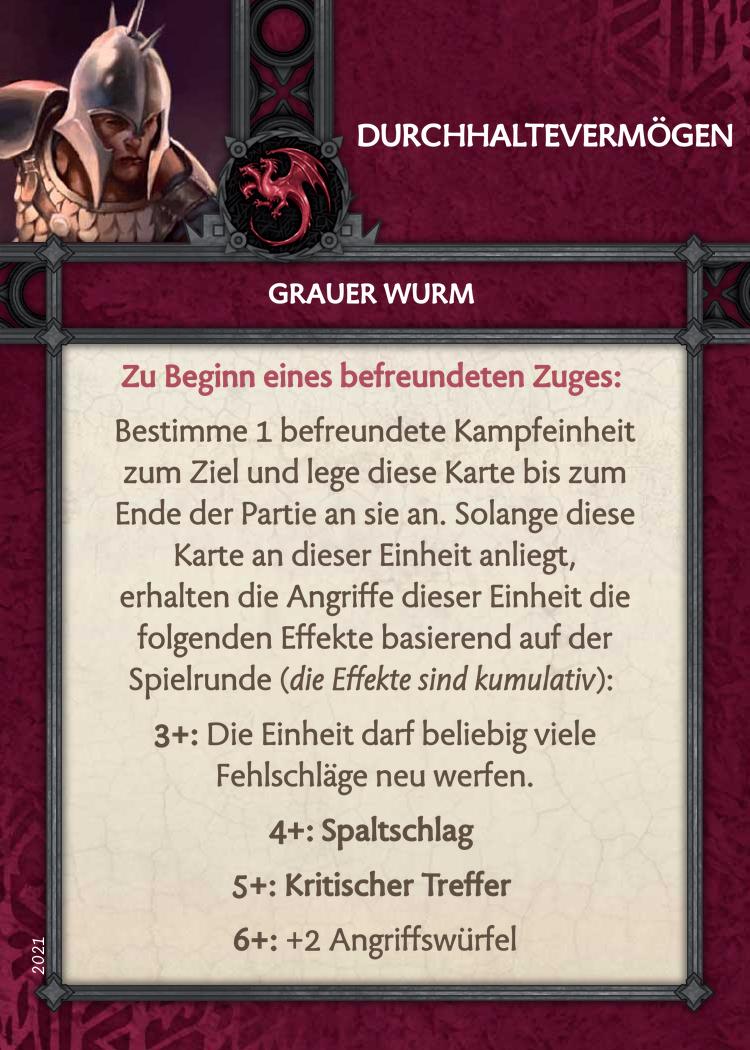 DURCHHALTEVERMÖGEN
GRAUER WURM
Zu Beginn eines befreundeten Zuges:
Bestimme 1 befreundete Kampfeinheit
zum Ziel und lege diese Karte bis zum
Ende der Partie an sie an. Solange diese
Karte an dieser Einheit anliegt,
erhalten die Angriffe dieser Einheit die
folgenden Effekte basierend auf der
Spielrunde (die Effekte sind kumulativ):
3+: Die Einheit darf beliebig viele
Fehlschläge neu werfen.
4+: Spaltschlag
5+: Kritischer Treffer
6+: +2 Angriffswürfel
2021